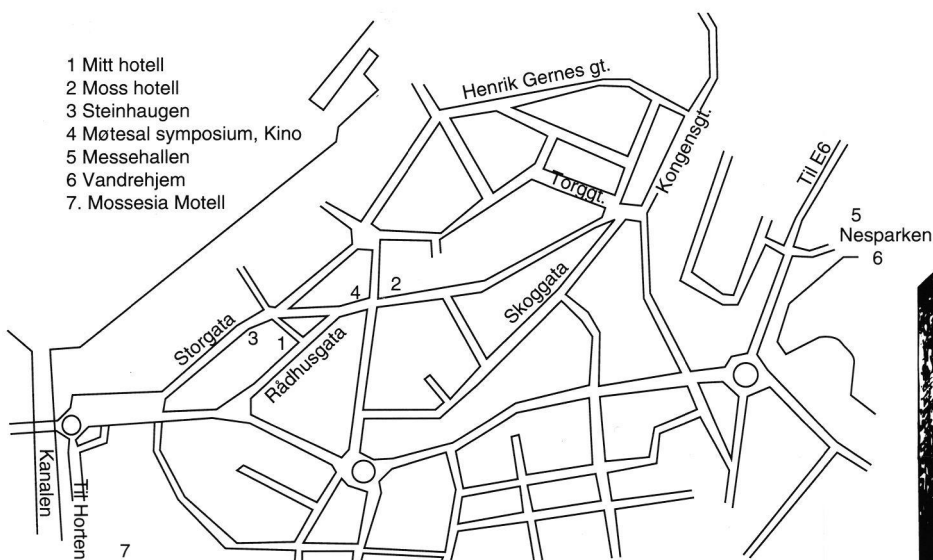 1 Mitt hotell
2 Moss hotell
3 Steinhaugen
4 Møtesal symposium, Kino
5 Messehallen
6 Vandrehjem
7. Mossesia Motell
Henrik Gernes gt.
Kongensgt.
Torggt.
Til E6
5
Nesparken
6
2
4
Skoggata
Storgata
3
1
Rådhusgata
Kanalen
Til Horten
7